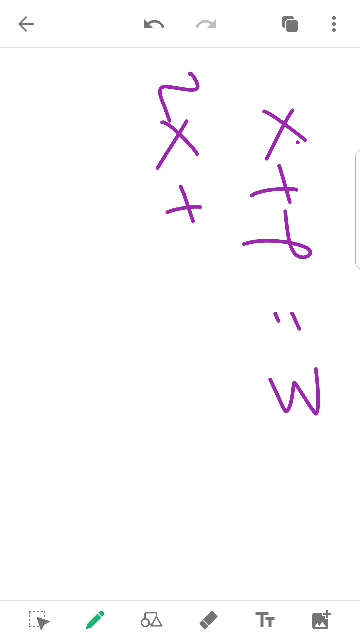 x + = 3
2x +